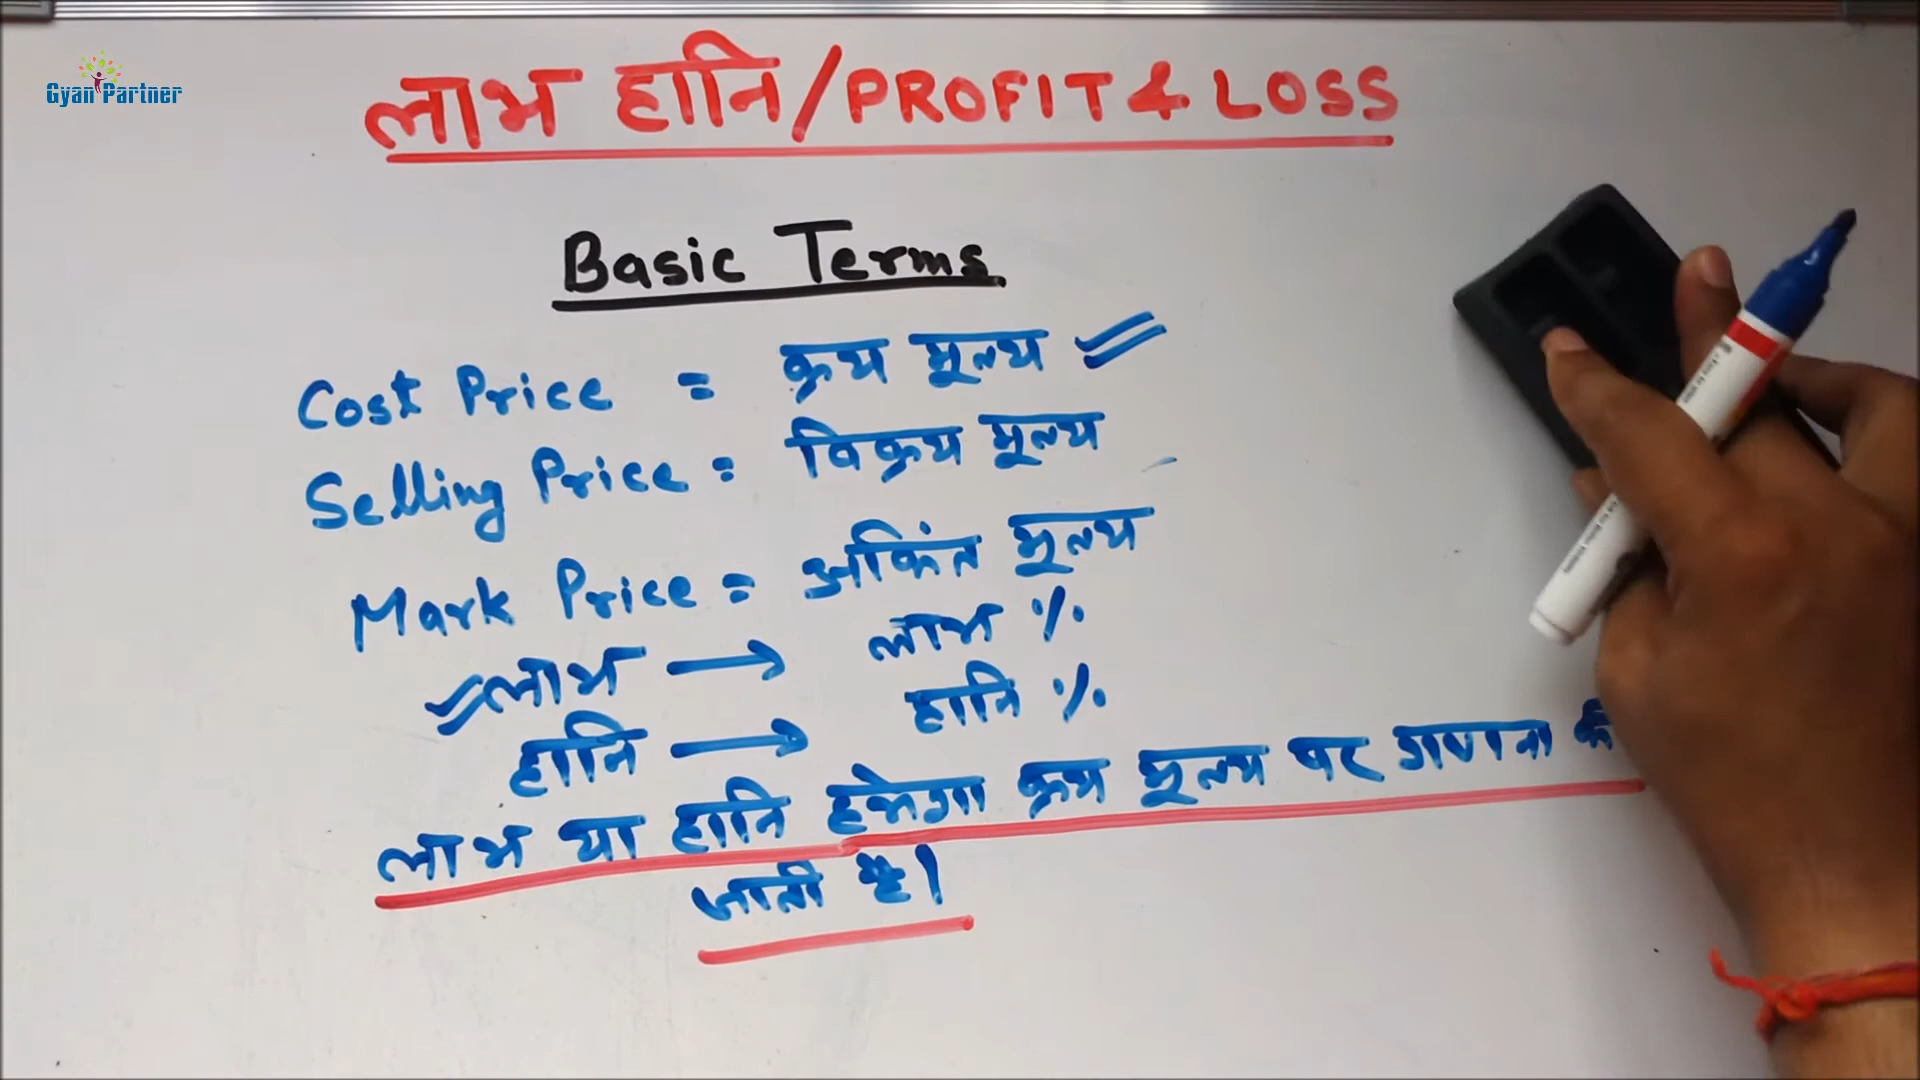 Gyan Partner
लाभ हानि/PROFIT & LOSS
Basic Terms
Cost Price = क्रय मूल्य
Selling Price = विक्रय मूल्य
Mark Price = अंकित मूल्य
लाभ → लाभ %
हानि → हानि %
लाभ या हानि हमेशा क्रय मूल्य पर गणना की
जाती है।